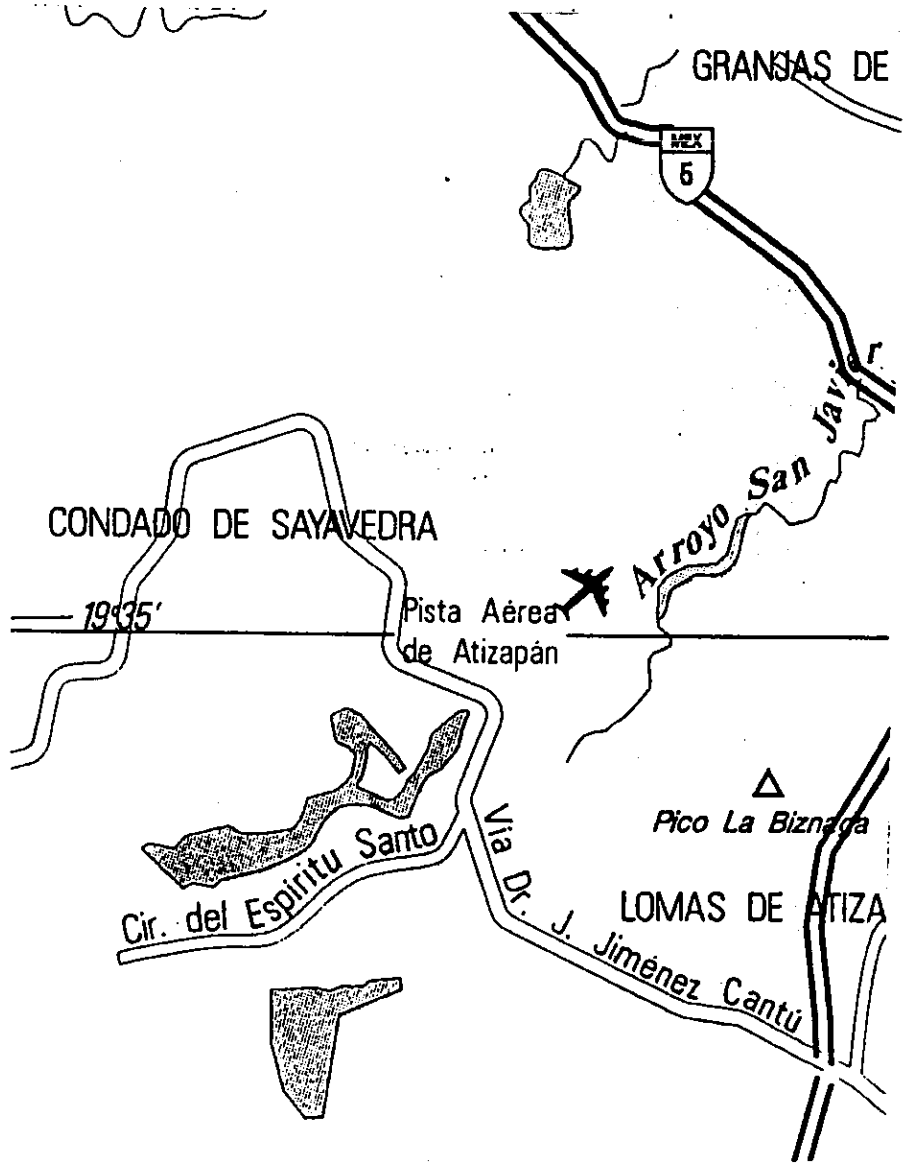 GRANJAS DE
MEX
5
Arroyo San Javier
CONDADO DE SAYAVEDRA
19°35'
Pista Aérea
de Atizapán
Pico La Biznaga
Cir. del Espíritu Santo
Vía Dr. J. Jiménez Cantú
LOMAS DE ATIZA